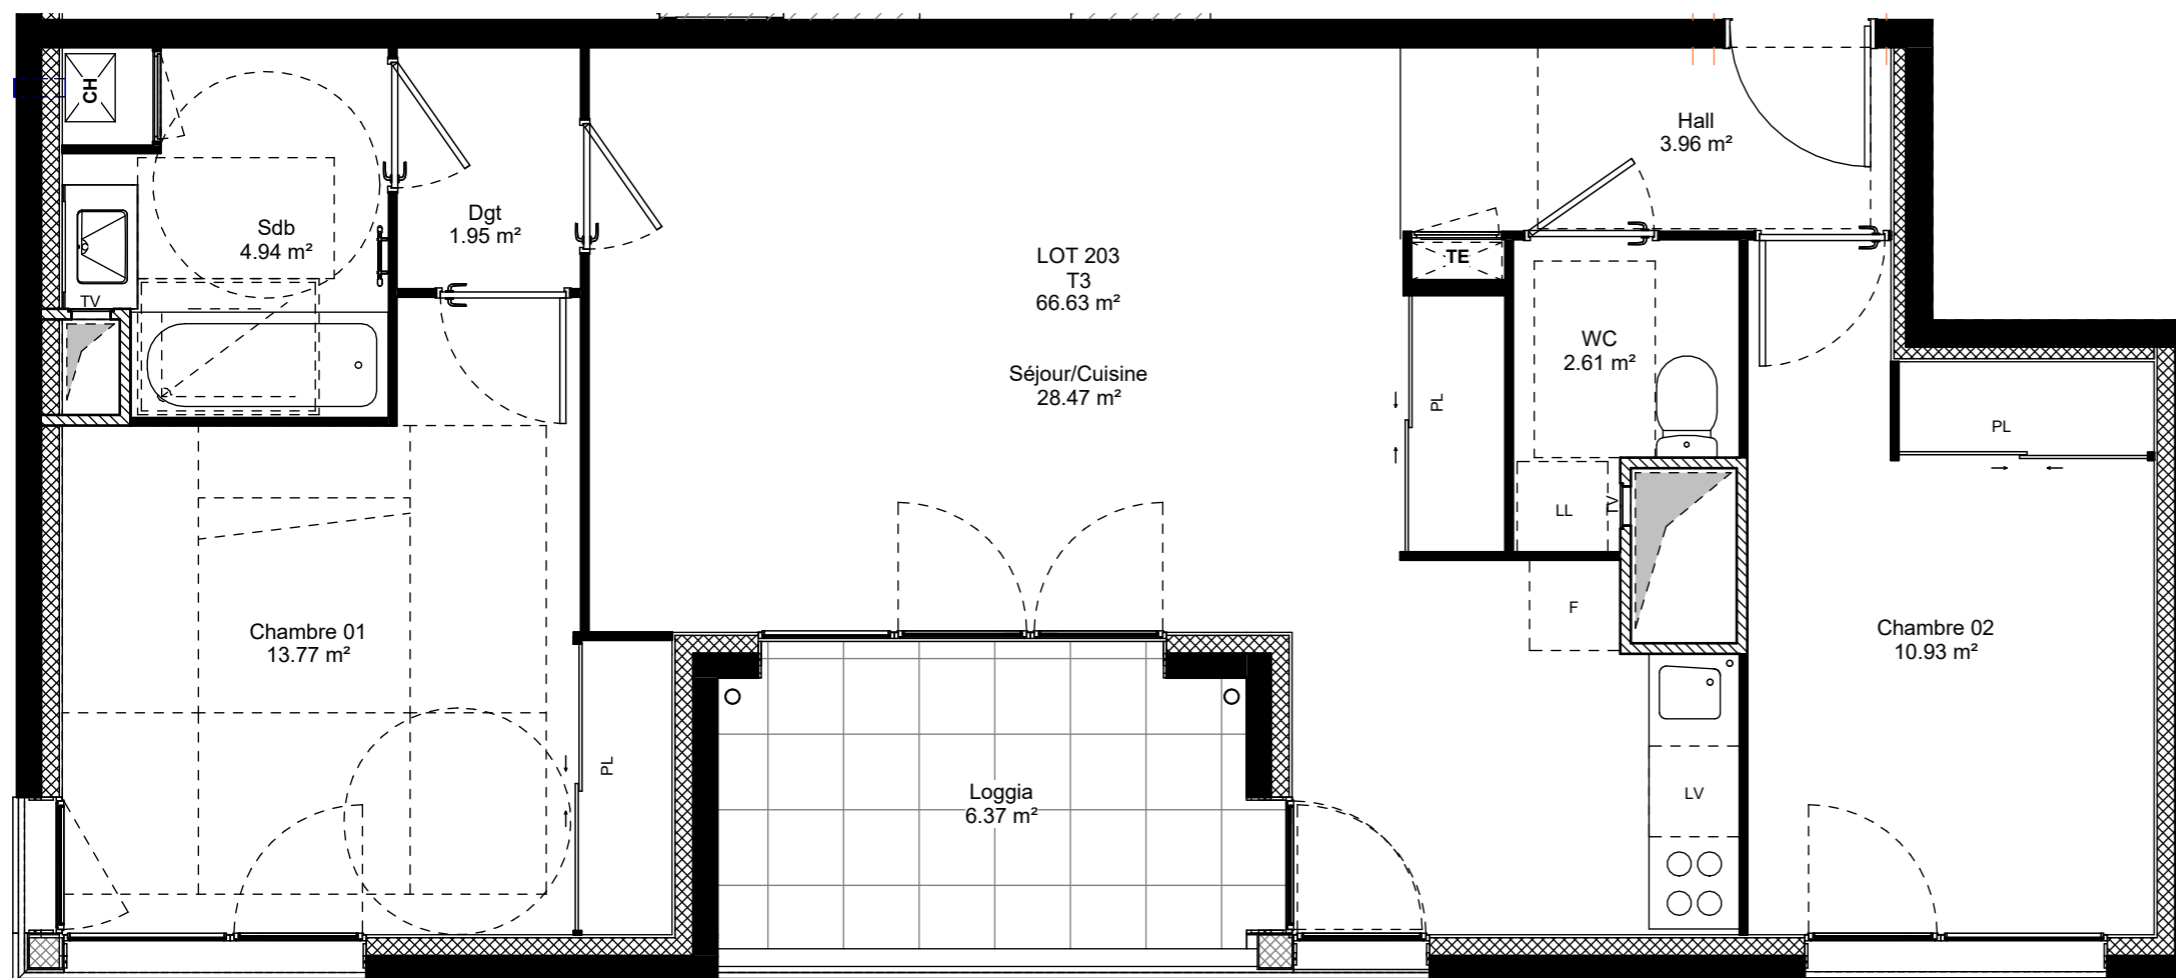 CH
Hall
3.96 m²
Dgt
1.95 m²
Sdb
4.94 m²
LOT 203
T3
66.63 m²
TE
TV
WC
2.61 m²
Séjour/Cuisine
28.47 m²
PL
PL
LL
TV
F
Chambre 01
13.77 m²
Chambre 02
10.93 m²
PL
Loggia
6.37 m²
LV